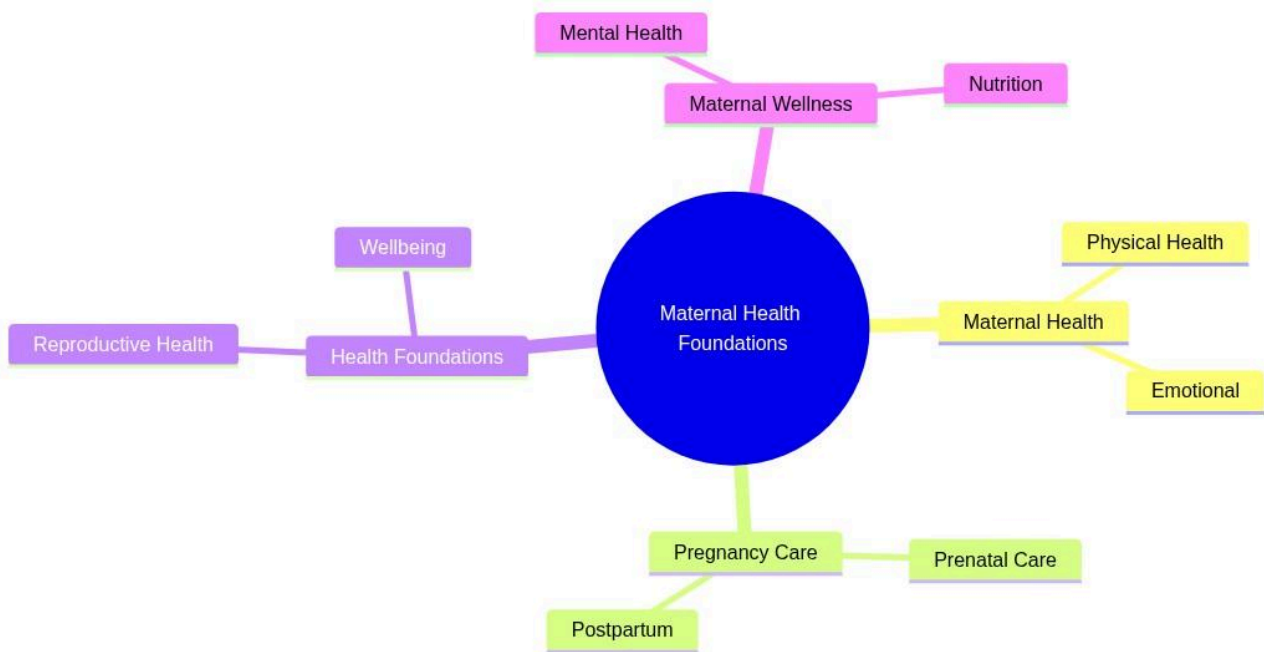 Mental Health
Nutrition
Maternal Wellness
Wellbeing
Physical Health
Maternal Health
Foundations
Maternal Health
Reproductive Health
Health Foundations
Emotional
Pregnancy Care
Prenatal Care
Postpartum